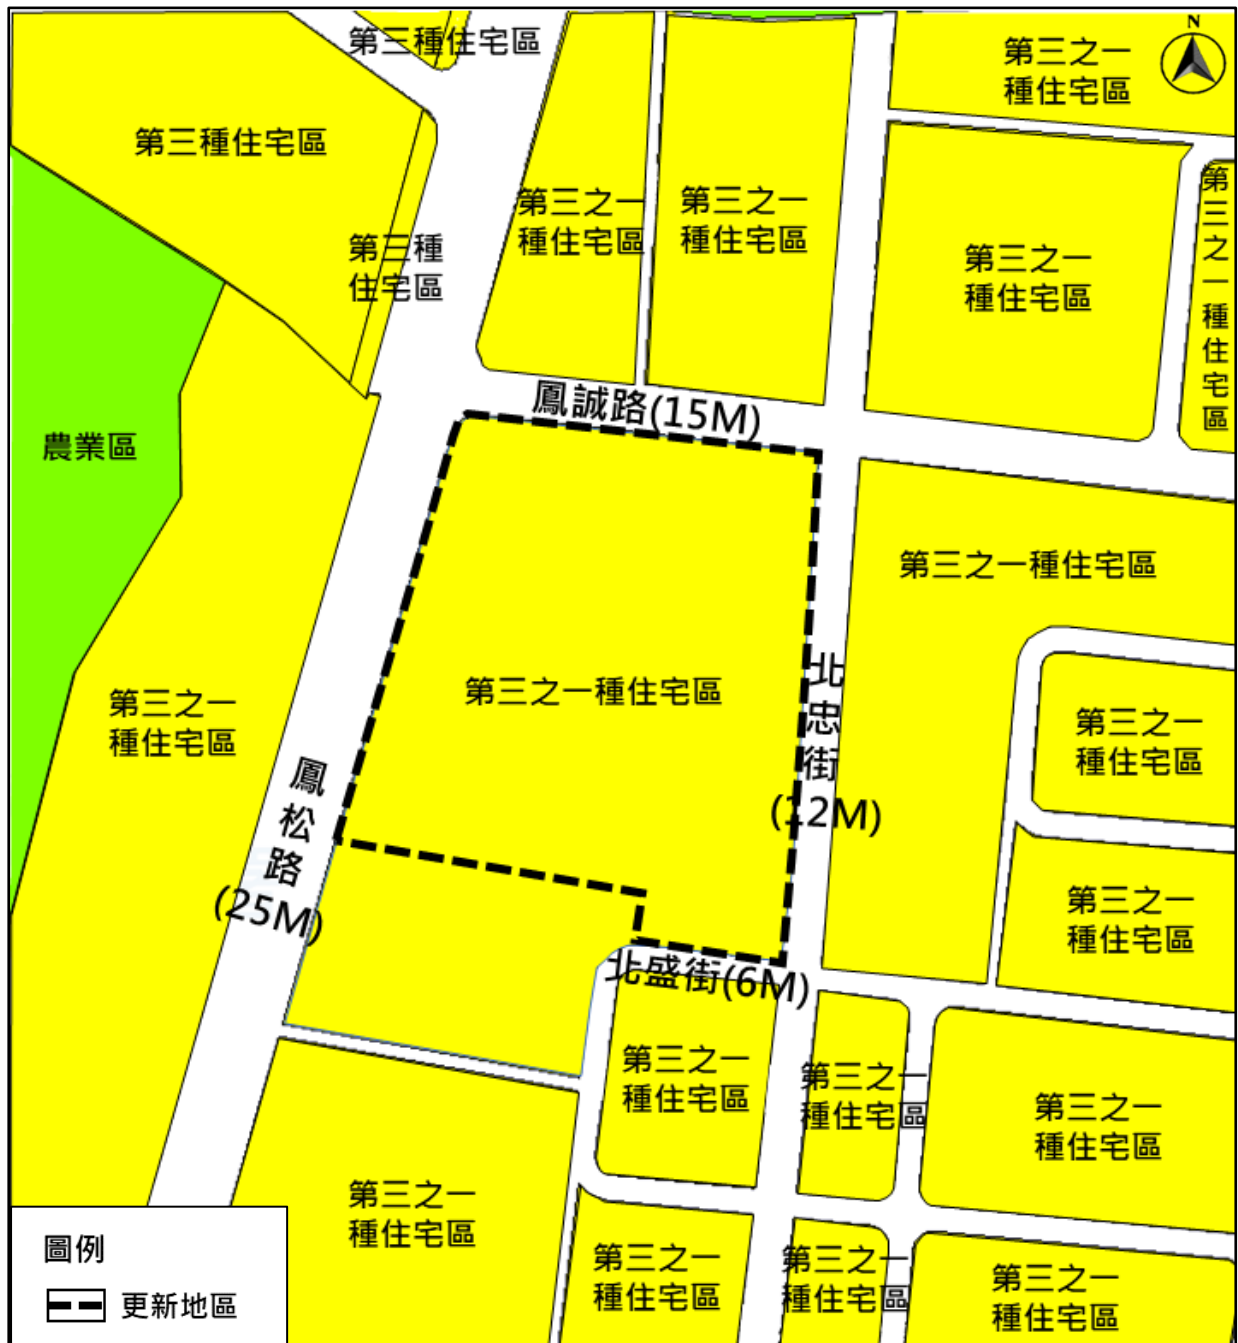 第三種住宅區
N
第三之一
種住宅區
第三種住宅區
第三之一
種住宅區
第三之一
種住宅區
第三之一種住宅區
第三種
住宅區
第三之一
種住宅區
鳳誠路(15M)
農業區
第三之一種住宅區
第三之一種住宅區
北忠街
(12M)
第三之一
種住宅區
第三之一
種住宅區
鳳松路
(25M)
第三之一
種住宅區
北盛街(6M)
第三之一
種住宅區
第三之一
種住宅區
第三之一
種住宅區
第三之一
種住宅區
第三之一
種住宅區
第三之一
種住宅區
第三之一
種住宅區
圖例
更新地區